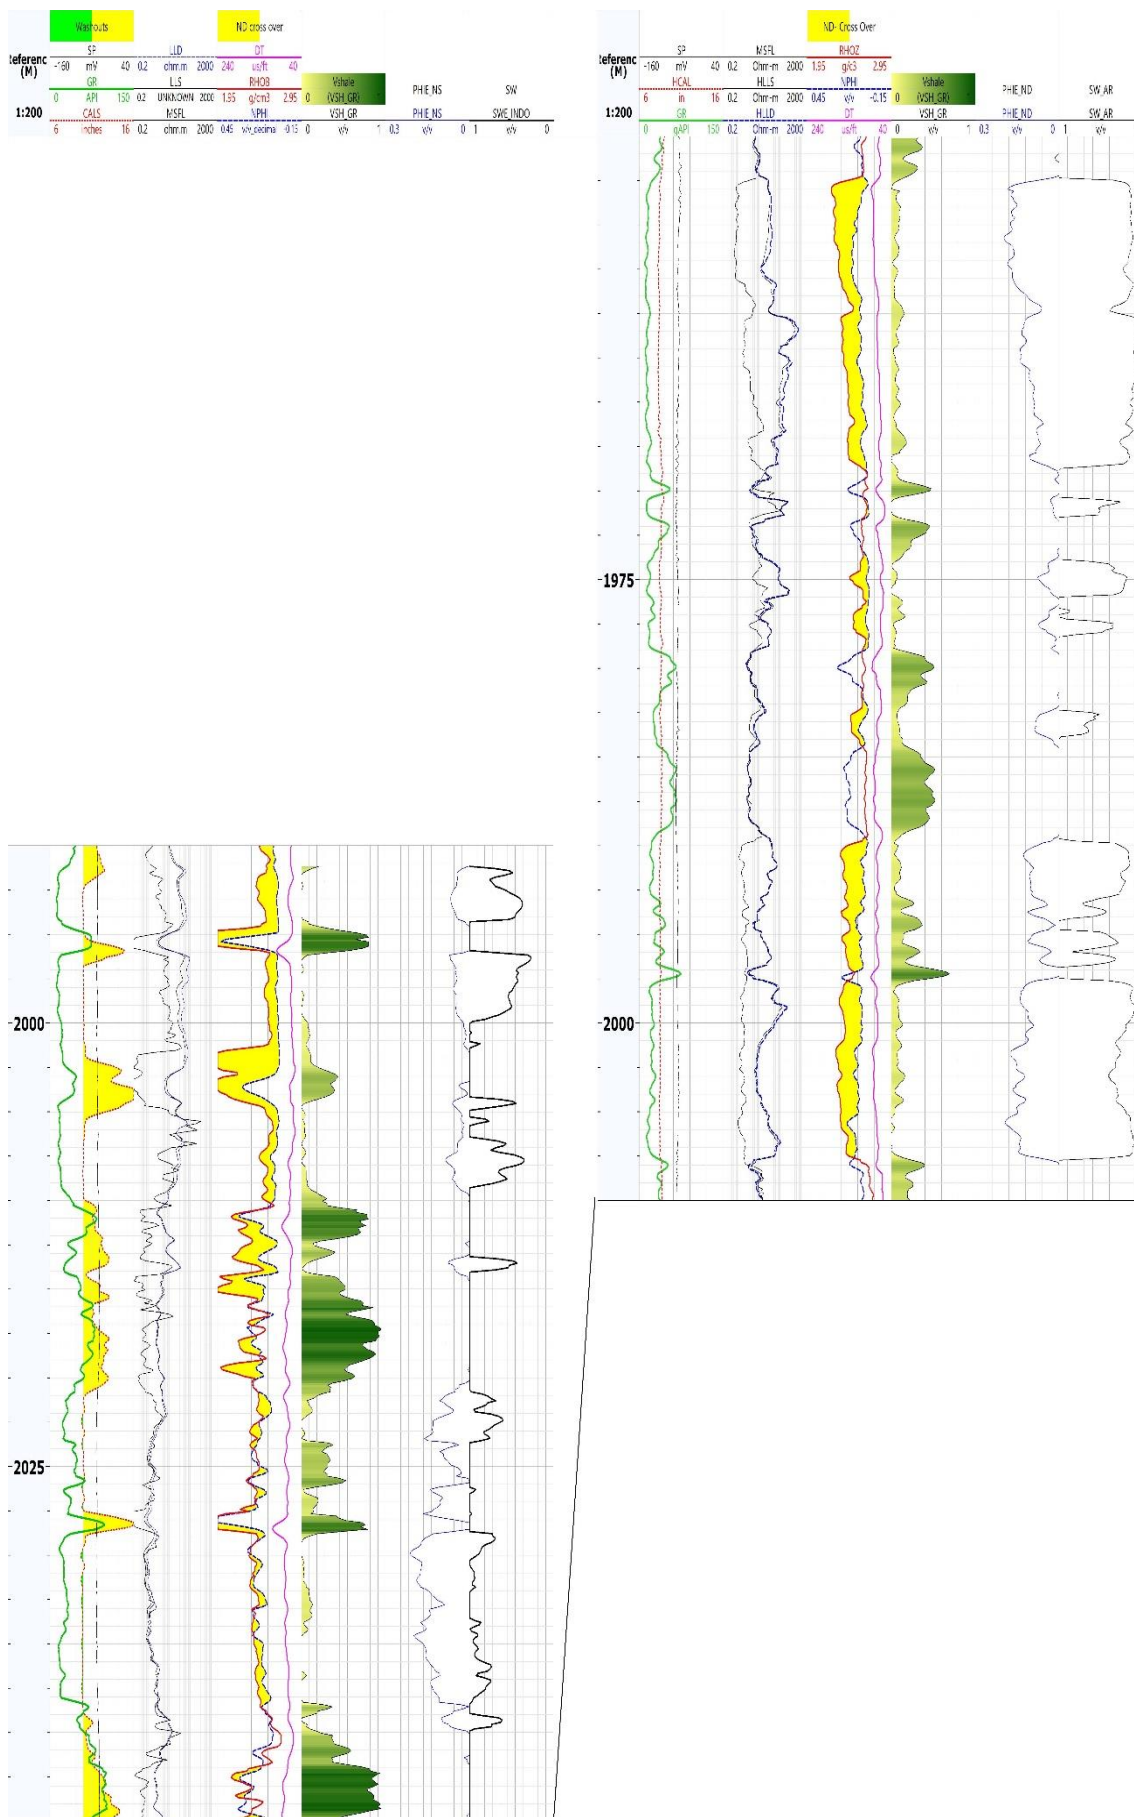 Washouts
ND cross over
Referenc
(M)
SP
-160 mV 40
LLD
0.2 ohm.m 2000
DT
240 us/ft 40
GR
0 API 150
LLS
0.2 UNKNOWN 2000
RHOB
1.95 g/cm3 2.95
Vshale
(VSH_GR)
PHIE_NS
SW
1:200
CALS
6 inches 16
MSFL
0.2 ohm.m 2000
NPHI
0.45 v/v_decima -0.15
VSH_GR
0 v/v 1
PHIE_NS
0.3 v/v 0
SWE_INDO
1 v/v 0
2000
2025
ND- Cross Over
Referenc
(M)
SP
-160 mV 40
MSFL
0.2 Ohm-m 2000
RHOZ
1.95 g/c3 2.95
HCAL
6 in 16
HLLS
0.2 Ohm-m 2000
NPHI
0.45 v/v -0.15
Vshale
(VSH_GR)
PHIE_ND
SW_AR
1:200
GR
0 gAPI 150
HLLD
0.2 Ohm-m 2000
DT
240 us/ft 40
VSH_GR
0 v/v 1
PHIE_ND
0.3 v/v 0
SW_AR
1 v/v
1975
2000